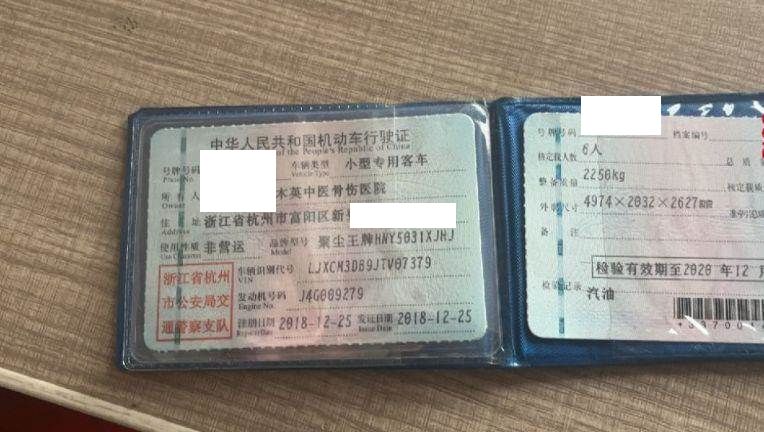 中华人民共和国机动车行驶证
of the People's Republic of China
号牌号码
Plate No.
车辆类型 小型专用客车
Vehicle Type
所有人 木英中医骨伤医院
Owner
住址 浙江省杭州市富阳区新
Address
使用性质 非营运 品牌型号 聚尘王牌HNY5031XJHJ
Use Character Model
浙江省杭州市公安局交通警察支队
车辆识别代号 LJXCM3DB9JTV07379
VIN
发动机号码 J4G009279
Engine No.
注册日期 2018-12-25 发证日期 2018-12-25
Register Date Issue Date
号牌号码 档案编号
核定载人数 6人 总质
整备质量 2250kg 核定载质
外廓尺寸 4974×2032×2627mm 准牵引总
备注
检验有效期至2020年12月
检验记录
汽油